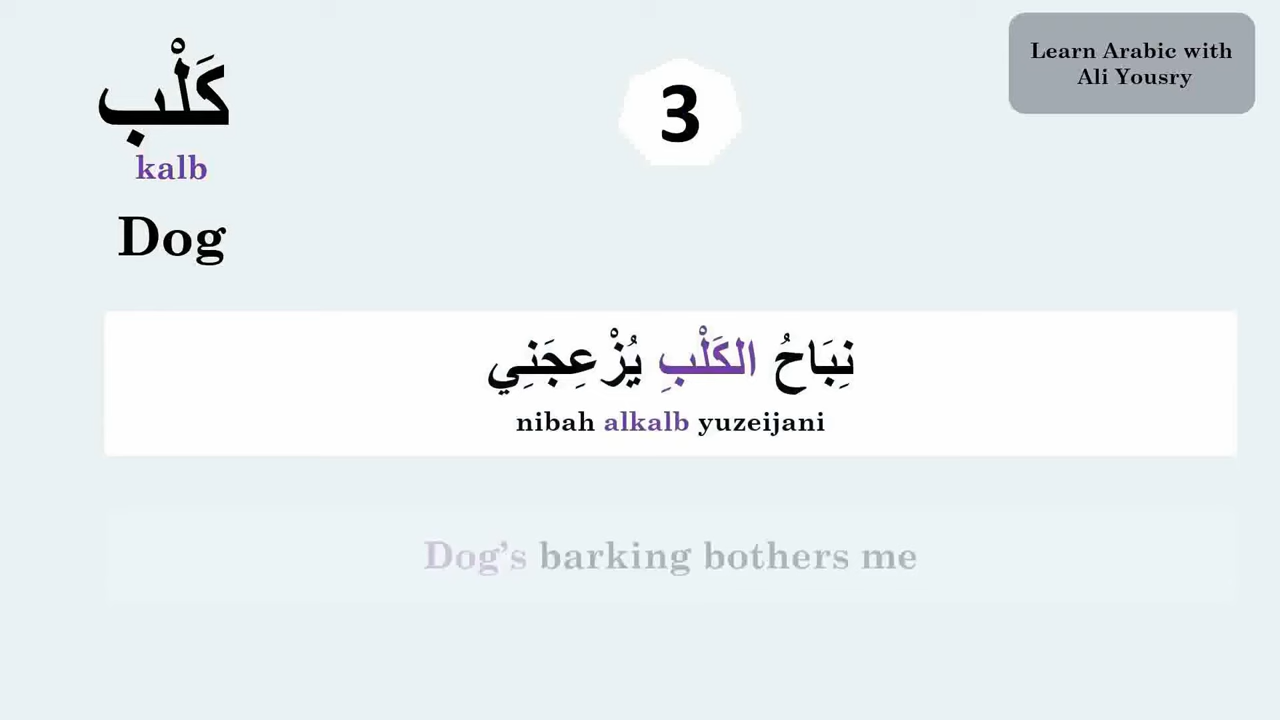 كَلْب
kalb
Dog
3
Learn Arabic with
Ali Yousry
نِبَاحُ الكَلْبِ يُزْعِجَنِي
nibah alkalb yuzeijani
Dog’s barking bothers me